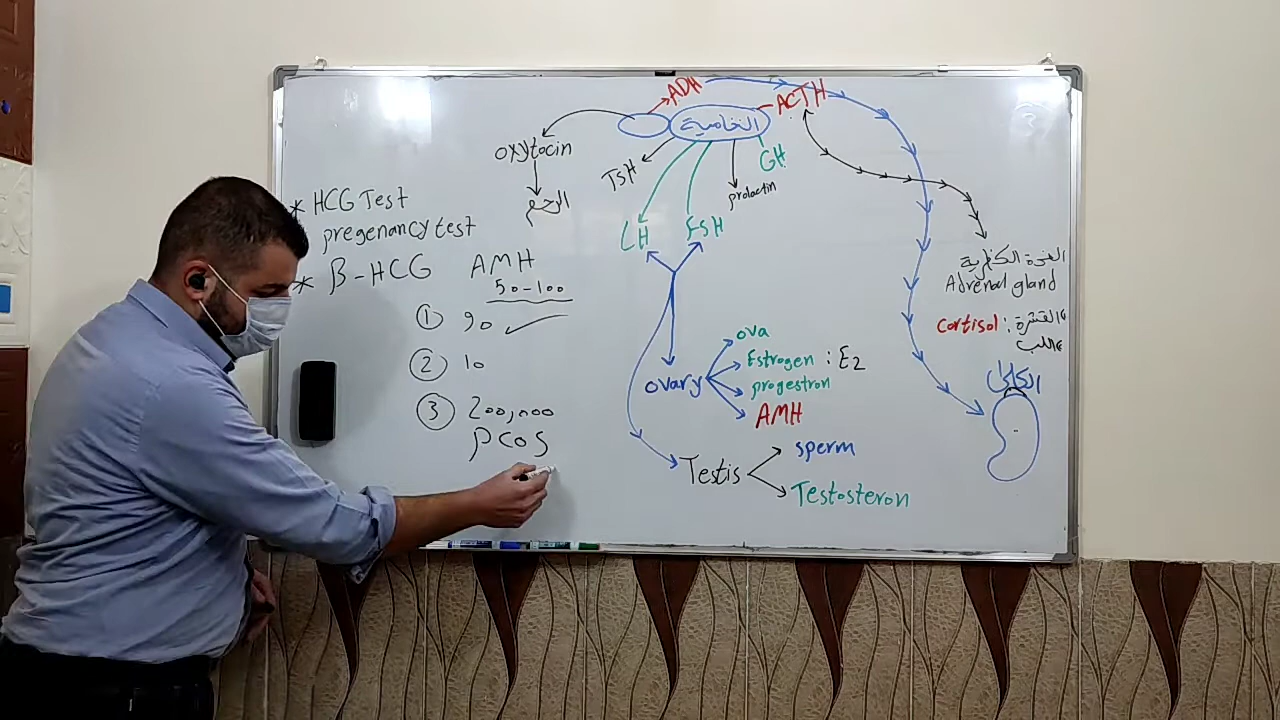 ADH
ACTH
النخامية
oxytocin
الرحم
TSH
prolactin
GH
LH
FSH
* HCG Test
pregenancy test
* β-HCG
AMH
50-100
① 90
② 10
③ 200,000
PCOS
ova
Estrogen : E2
progestron
AMH
ovary
Testis
sperm
Testosteron
الغدة الكظرية
Adrenal gland
Cortisol : القشرة
اللب
الكلى